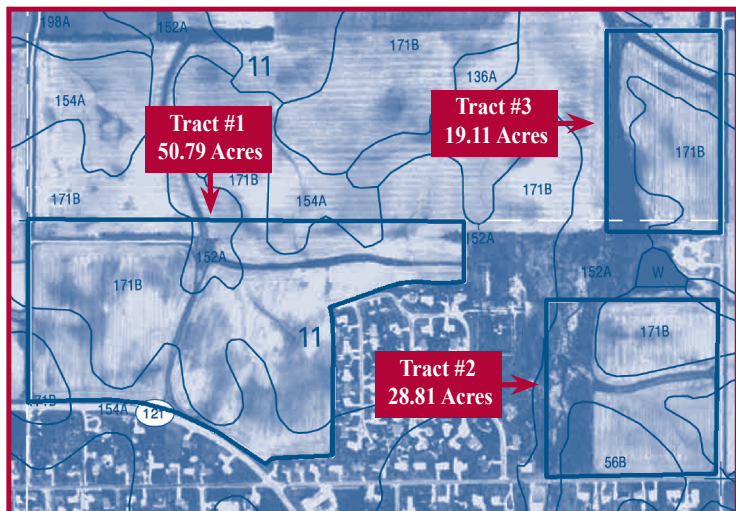 198A
152A
171B
11
136A
154A
Tract #1
50.79 Acres
Tract #3
19.11 Acres
171B
171B
171B
171B
154A
152A
152A
152A
W
171B
11
171B
Tract #2
28.81 Acres
171B
154A
121
56B